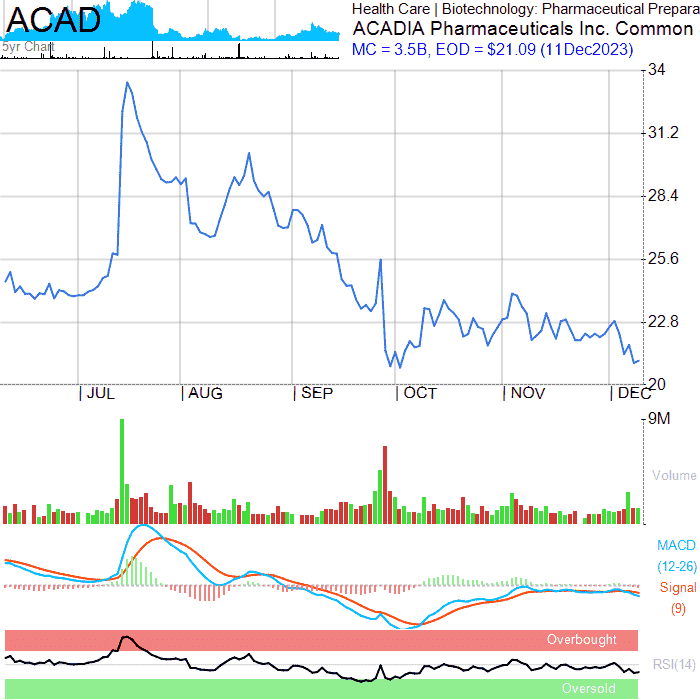 ACAD
5yr Chart
Health Care | Biotechnology: Pharmaceutical Prepara
ACADIA Pharmaceuticals Inc. Common
MC = 3.5B, EOD = $21.09 (11Dec2023)
34
31.2
28.4
25.6
22.8
20
| JUL | AUG | SEP | OCT | NOV | DEC
9M
Volume
MACD
(12-26)
Signal
(9)
Overbought
RSI(14)
Oversold